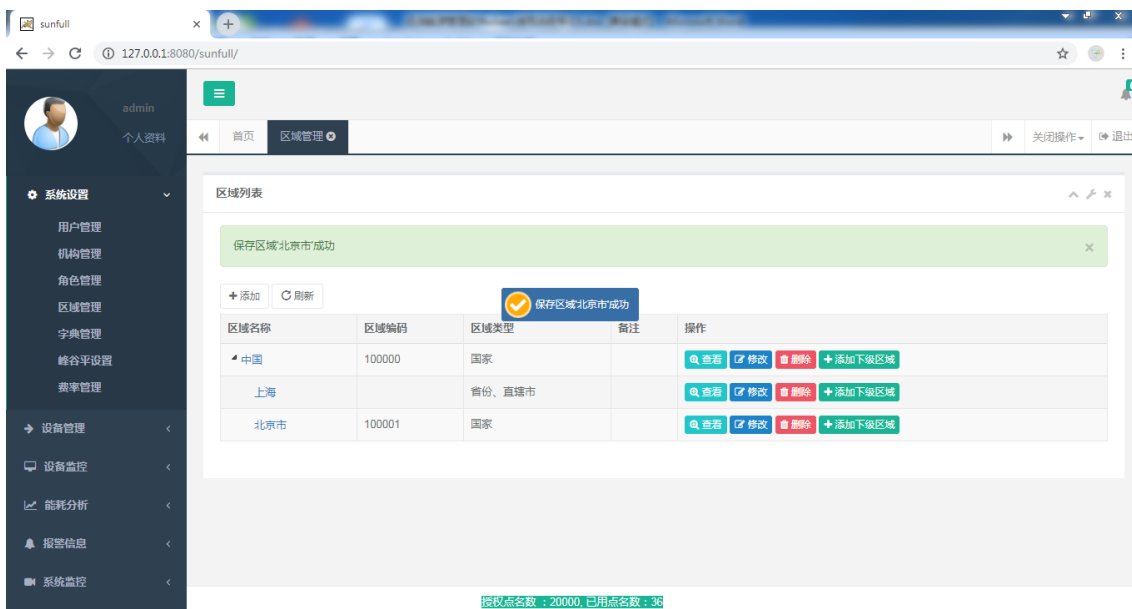 sunfull
127.0.0.1:8080/sunfull/
admin
个人资料
首页
区域管理
关闭操作
退出
系统设置
用户管理
机构管理
角色管理
区域管理
字典管理
峰谷平设置
费率管理
设备管理
设备监控
能耗分析
报警信息
系统监控
区域列表
保存区域'北京市'成功
添加 刷新
保存区域'北京市'成功
区域名称 区域编码 区域类型 备注 操作
中国 100000 国家 查看 修改 删除 添加下级区域
上海 省份、直辖市 查看 修改 删除 添加下级区域
北京市 100001 国家 查看 修改 删除 添加下级区域
授权点名数 : 20000, 已用点名数 : 36